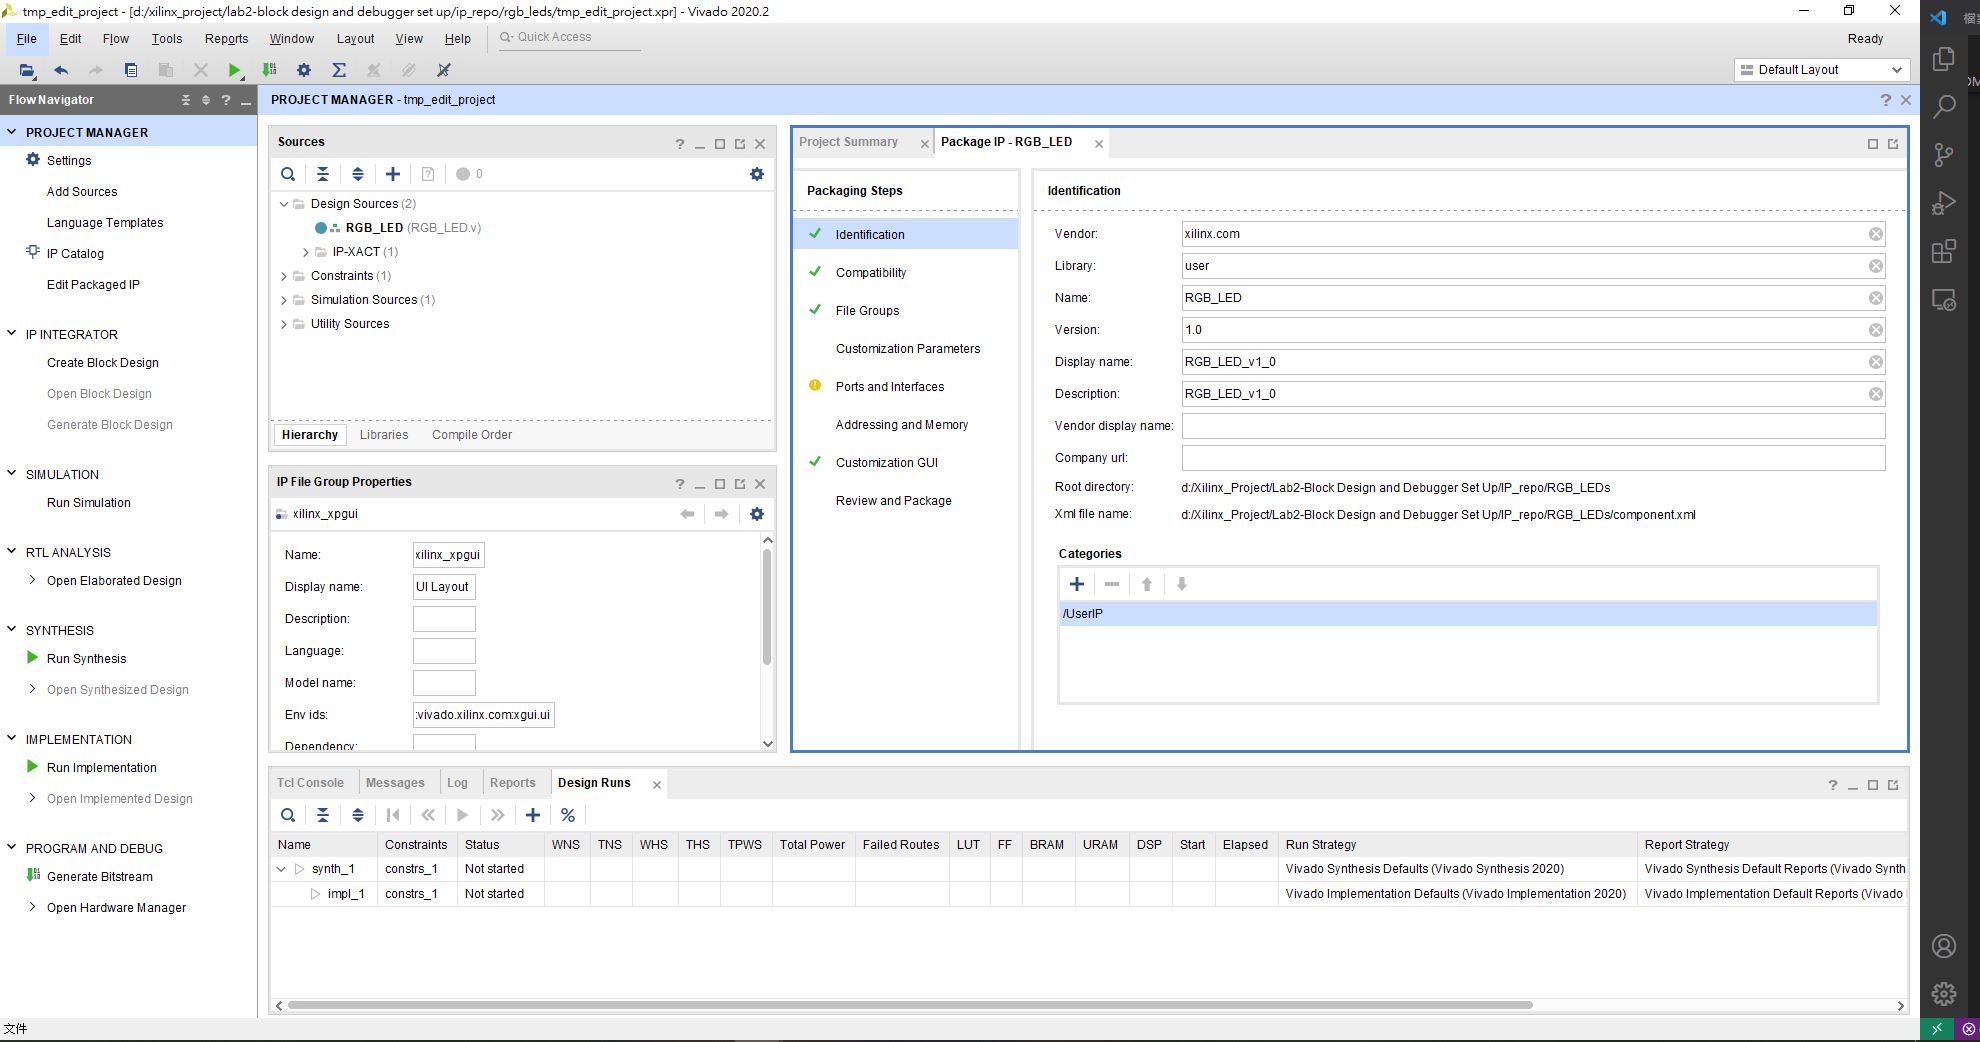 tmp_edit_project - [d:/xilinx_project/lab2-block design and debugger set up/ip_repo/rgb_leds/tmp_edit_project.xpr] - Vivado 2020.2
File Edit Flow Tools Reports Window Layout View Help Quick Access
Ready
Default Layout
Flow Navigator
PROJECT MANAGER
Settings
Add Sources
Language Templates
IP Catalog
Edit Packaged IP
IP INTEGRATOR
Create Block Design
Open Block Design
Generate Block Design
SIMULATION
Run Simulation
RTL ANALYSIS
Open Elaborated Design
SYNTHESIS
Run Synthesis
Open Synthesized Design
IMPLEMENTATION
Run Implementation
Open Implemented Design
PROGRAM AND DEBUG
Generate Bitstream
Open Hardware Manager
PROJECT MANAGER - tmp_edit_project
Sources
0
Design Sources (2)
RGB_LED (RGB_LED.v)
IP-XACT (1)
Constraints (1)
Simulation Sources (1)
Utility Sources
Hierarchy Libraries Compile Order
IP File Group Properties
xilinx_xpgui
Name: xilinx_xpgui
Display name: UI Layout
Description:
Language:
Model name:
Env ids: :vivado.xilinx.com:xgui.ui
Dependency:
Project Summary Package IP - RGB_LED
Packaging Steps
Identification
Compatibility
File Groups
Customization Parameters
Ports and Interfaces
Addressing and Memory
Customization GUI
Review and Package
Identification
Vendor: xilinx.com
Library: user
Name: RGB_LED
Version: 1.0
Display name: RGB_LED_v1_0
Description: RGB_LED_v1_0
Vendor display name:
Company url:
Root directory: d:/Xilinx_Project/Lab2-Block Design and Debugger Set Up/IP_repo/RGB_LEDs
Xml file name: d:/Xilinx_Project/Lab2-Block Design and Debugger Set Up/IP_repo/RGB_LEDs/component.xml
Categories
/UserIP
Tcl Console Messages Log Reports Design Runs
Name Constraints Status WNS TNS WHS THS TPWS Total Power Failed Routes LUT FF BRAM URAM DSP Start Elapsed Run Strategy Report Strategy
synth_1 constrs_1 Not started Vivado Synthesis Defaults (Vivado Synthesis 2020) Vivado Synthesis Default Reports (Vivado Synth
impl_1 constrs_1 Not started Vivado Implementation Defaults (Vivado Implementation 2020) Vivado Implementation Default Reports (Vivado
文件